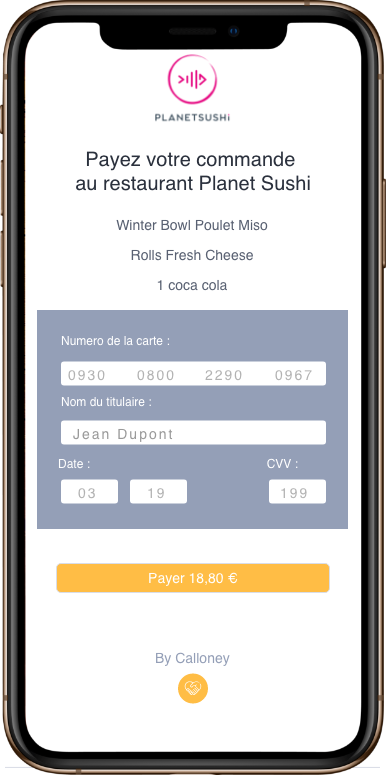 PLANETSUSHi
Payez votre commande
au restaurant Planet Sushi
Winter Bowl Poulet Miso
Rolls Fresh Cheese
1 coca cola
Numero de la carte :
0930 0800 2290 0967
Nom du titulaire :
Jean Dupont
Date : CVV :
03 19 199
Payer 18,80 €
By Calloney